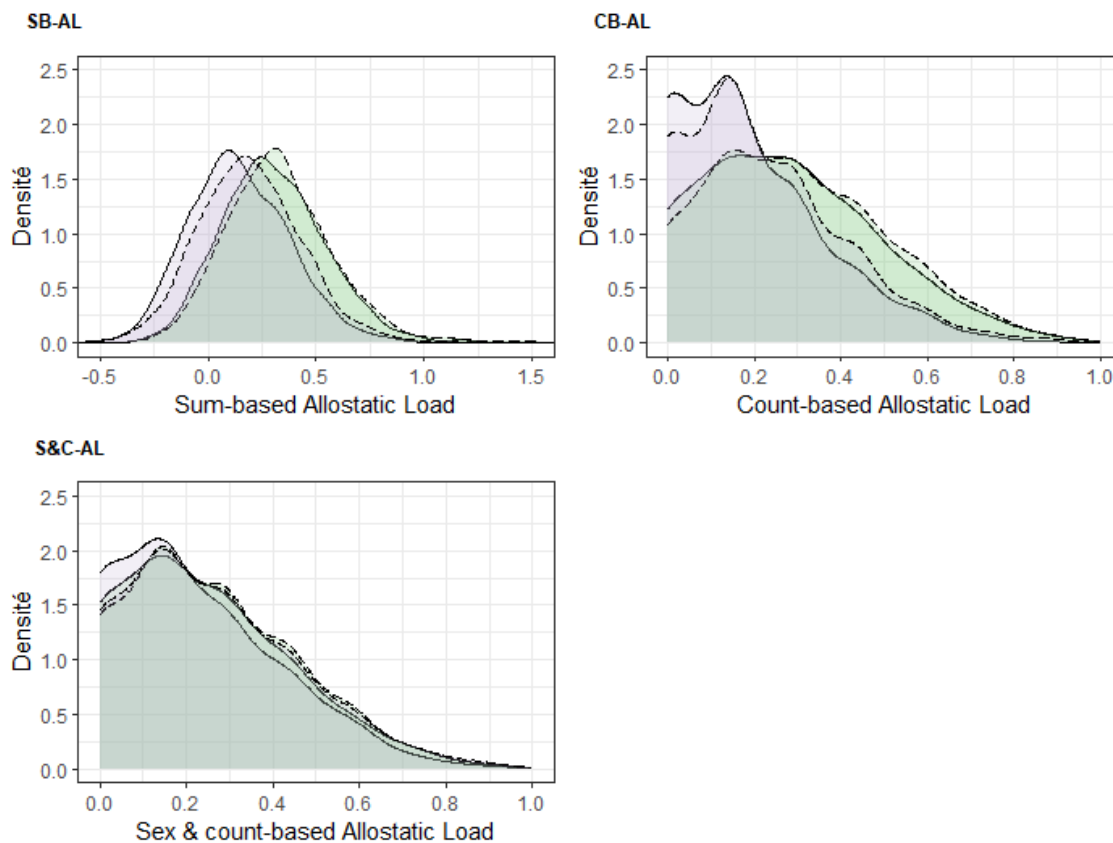 SB-AL
2.5
2.0
1.5
1.0
0.5
0.0
Densité
-0.5 0.0 0.5 1.0 1.5
Sum-based Allostatic Load
CB-AL
2.5
2.0
1.5
1.0
0.5
0.0
Densité
0.0 0.2 0.4 0.6 0.8 1.0
Count-based Allostatic Load
S&C-AL
2.5
2.0
1.5
1.0
0.5
0.0
Densité
0.0 0.2 0.4 0.6 0.8 1.0
Sex & count-based Allostatic Load